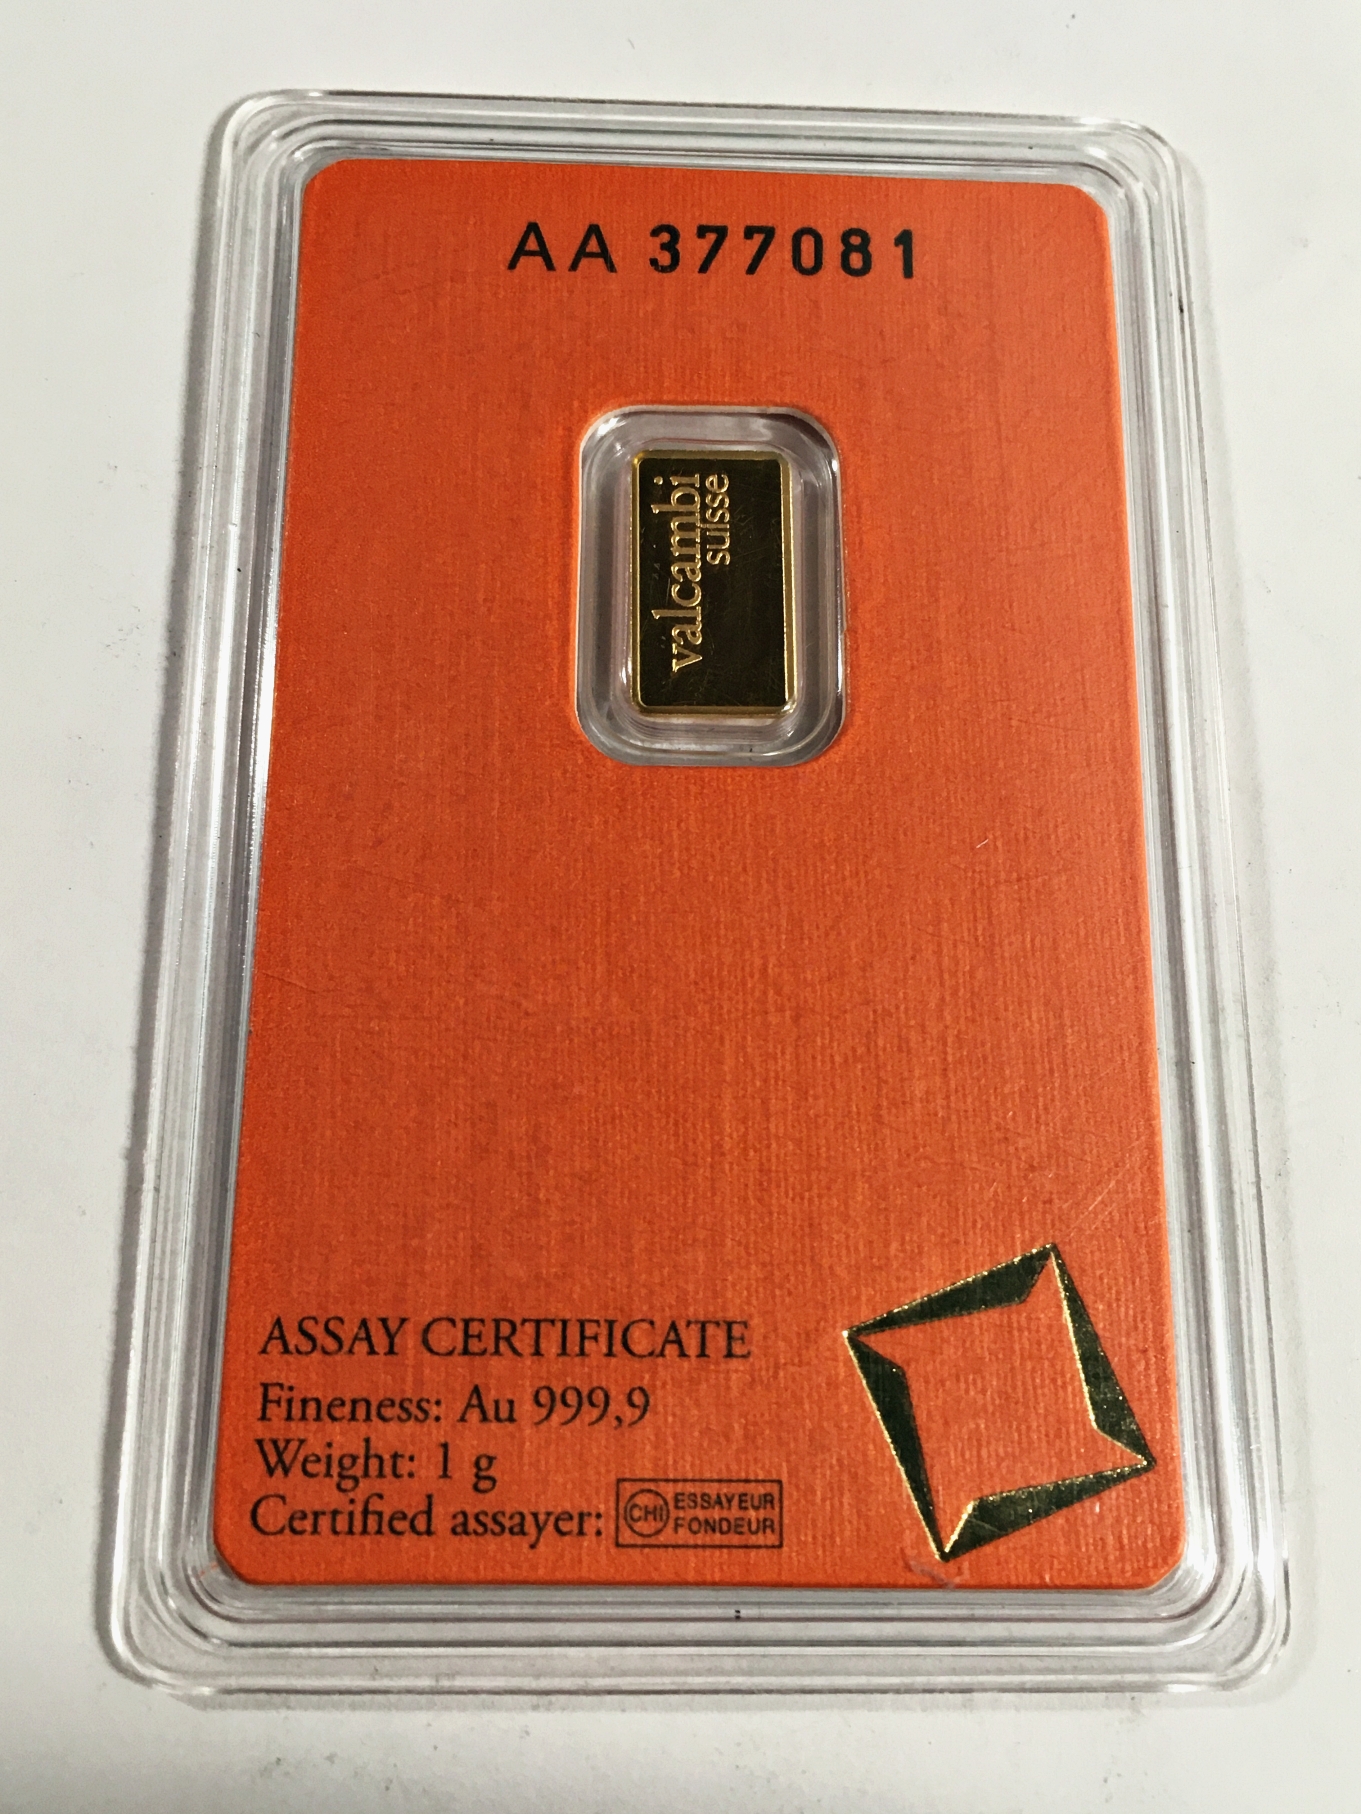 AA 377081
valcambi
suisse
ASSAY CERTIFICATE
Fineness: Au 999,9
Weight: 1 g
Certified assayer: CHI ESSAYEUR
FONDEUR